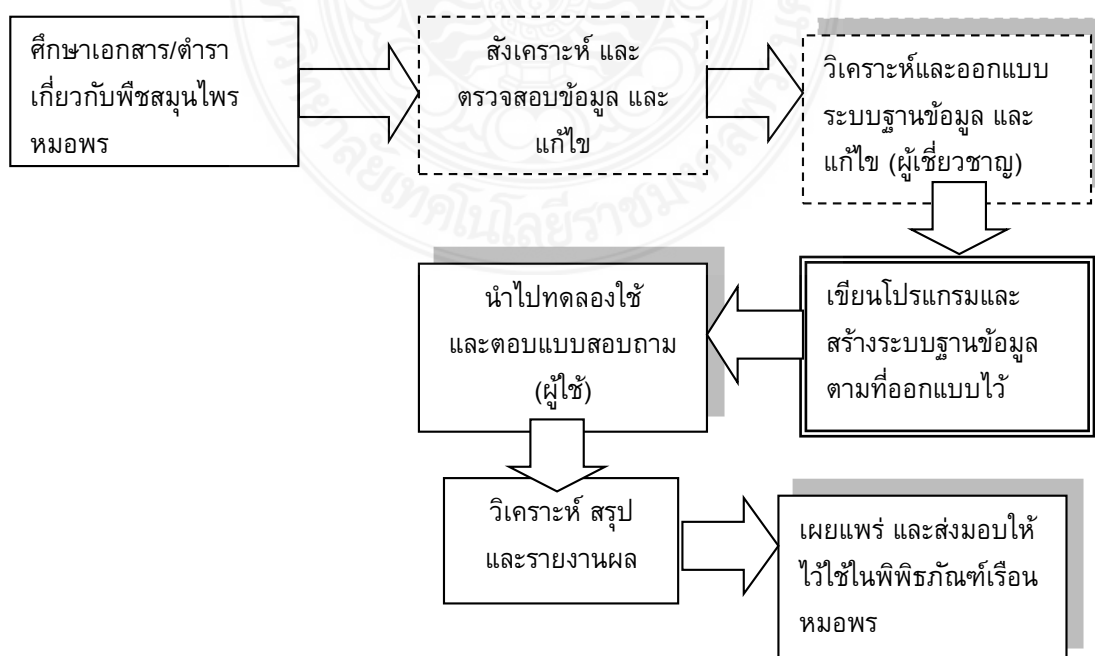 ศึกษาเอกสาร/ตำรา
เกี่ยวกับพืชสมุนไพร
หมอพร
สังเคราะห์ และ
ตรวจสอบข้อมูล และ
แก้ไข
วิเคราะห์และออกแบบ
ระบบฐานข้อมูล และ
แก้ไข (ผู้เชี่ยวชาญ)
เขียนโปรแกรมและ
สร้างระบบฐานข้อมูล
ตามที่ออกแบบไว้
นำไปทดลองใช้
และตอบแบบสอบถาม
(ผู้ใช้)
วิเคราะห์ สรุป
และรายงานผล
เผยแพร่ และส่งมอบให้
ไว้ใช้ในพิพิธภัณฑ์เรือน
หมอพร